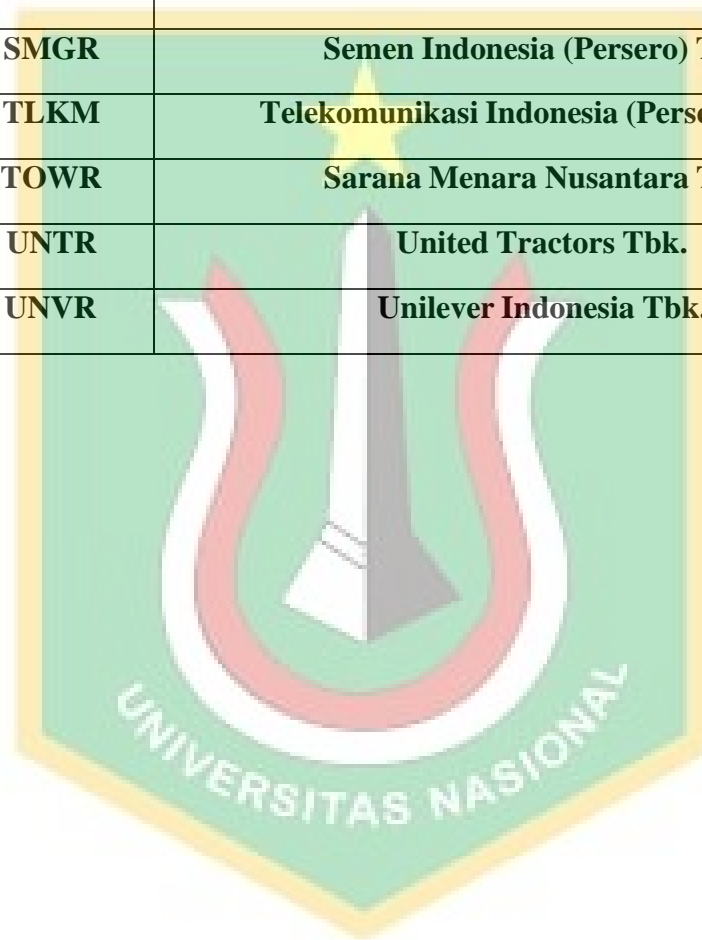 SMGR Semen Indonesia (Persero) T
TLKM Telekomunikasi Indonesia (Perse
TOWR Sarana Menara Nusantara T
UNTR United Tractors Tbk.
UNVR Unilever Indonesia Tbk.
UNIVERSITAS NASIONAL